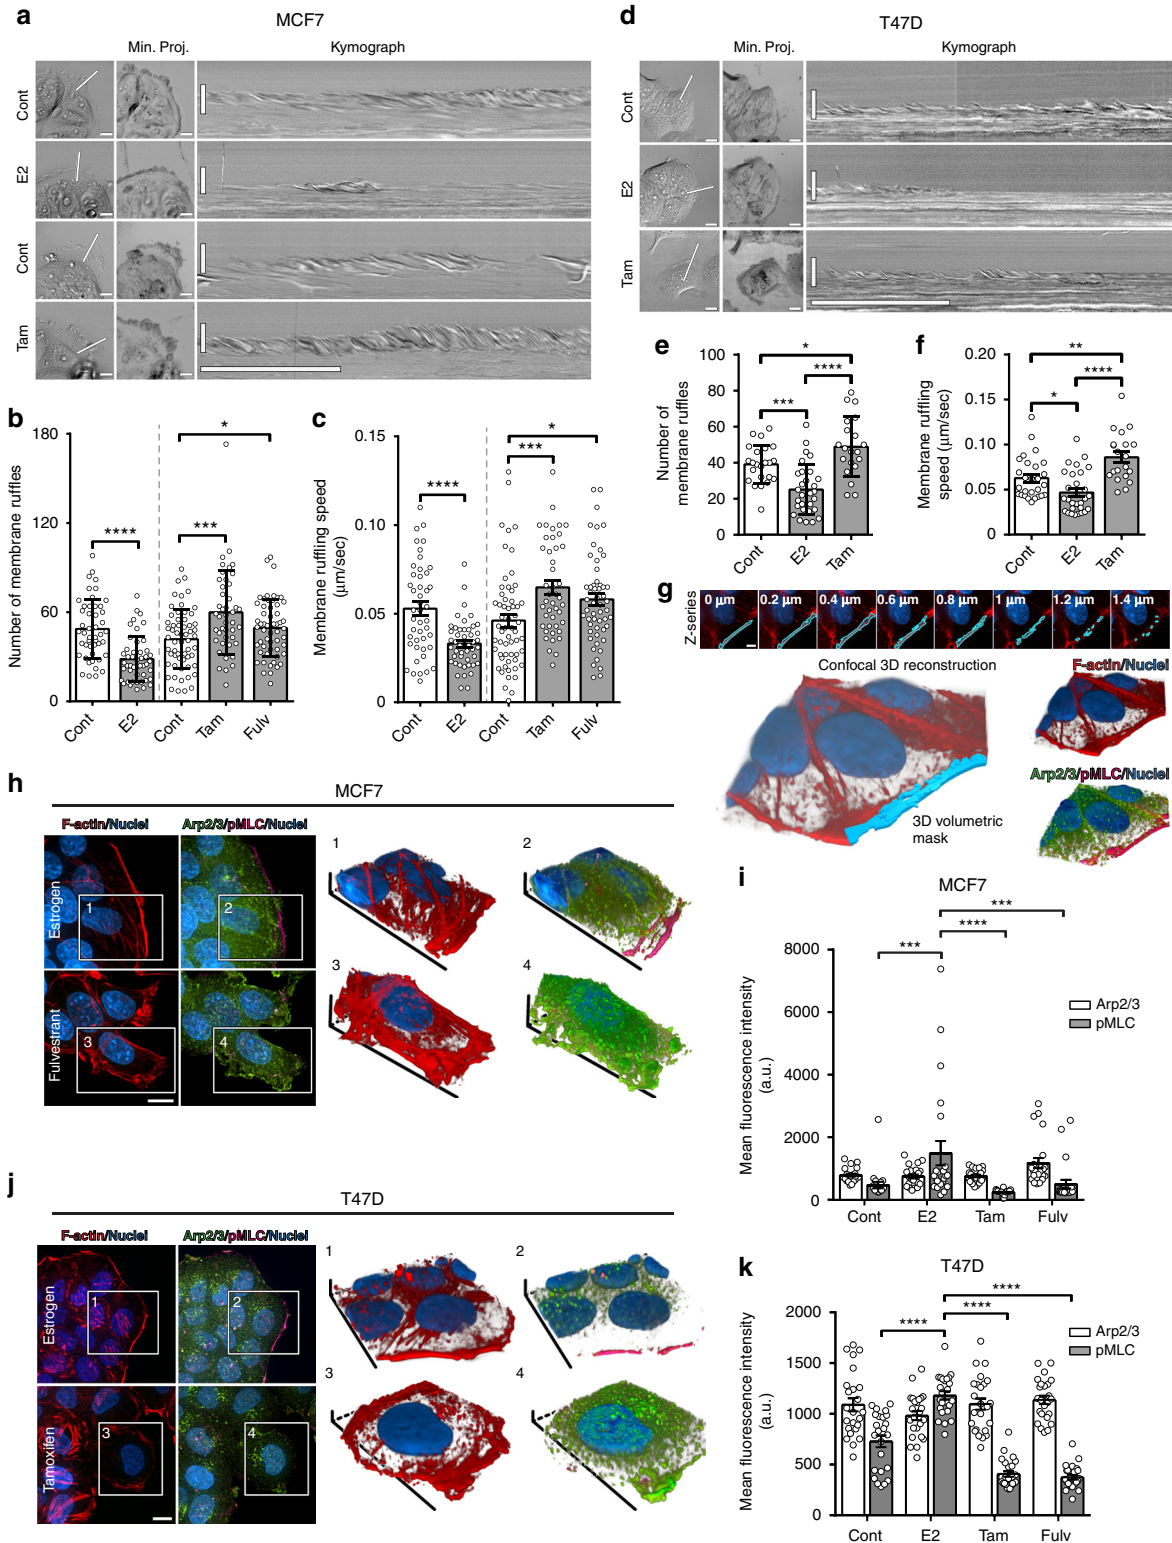 a
MCF7
Min. Proj.
Kymograph
Cont
E2
Cont
Tam
d
T47D
Min. Proj.
Kymograph
Cont
E2
Tam
b
Number of membrane ruffles
180
120
60
0
****
***
*
Cont
E2
Cont
Tam
Fulv
c
Membrane ruffling speed
(µm/sec)
0.15
0.10
0.05
0
****
***
*
Cont
E2
Cont
Tam
Fulv
e
Number of
membrane ruffles
100
80
60
40
20
0
*
****
***
Cont
E2
Tam
f
Membrane ruffling
speed (µm/sec)
0.20
0.15
0.10
0.05
0
**
****
*
Cont
E2
Tam
g
Z-series
0 µm
0.2 µm
0.4 µm
0.6 µm
0.8 µm
1 µm
1.2 µm
1.4 µm
Confocal 3D reconstruction
F-actin/Nuclei
Arp2/3/pMLC/Nuclei
3D volumetric
mask
h
MCF7
F-actin/Nuclei
Arp2/3/pMLC/Nuclei
Estrogen
Fulvestrant
1
2
3
4
1
2
3
4
i
MCF7
Mean fluorescence intensity
(a.u.)
8000
6000
4000
2000
0
***
****
***
Arp2/3
pMLC
Cont
E2
Tam
Fulv
j
T47D
F-actin/Nuclei
Arp2/3/pMLC/Nuclei
Estrogen
Tamoxifen
1
2
3
4
1
2
3
4
k
T47D
Mean fluorescence intensity
(a.u.)
2000
1500
1000
500
0
****
****
****
Arp2/3
pMLC
Cont
E2
Tam
Fulv